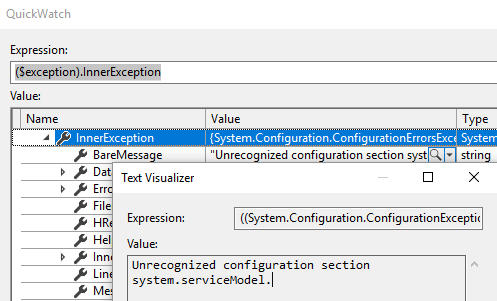 QuickWatch
Expression:
($exception).InnerException
Value:
Name Value Type
InnerException {System.Configuration.ConfigurationErrorsExce System
BareMessage "Unrecognized configuration section syst string
Dat
Erro
File
HRe
Hel
Inn
Line
Mes
Text Visualizer
Expression: ((System.Configuration.ConfigurationExceptio
Value:
Unrecognized configuration section
system.serviceModel.